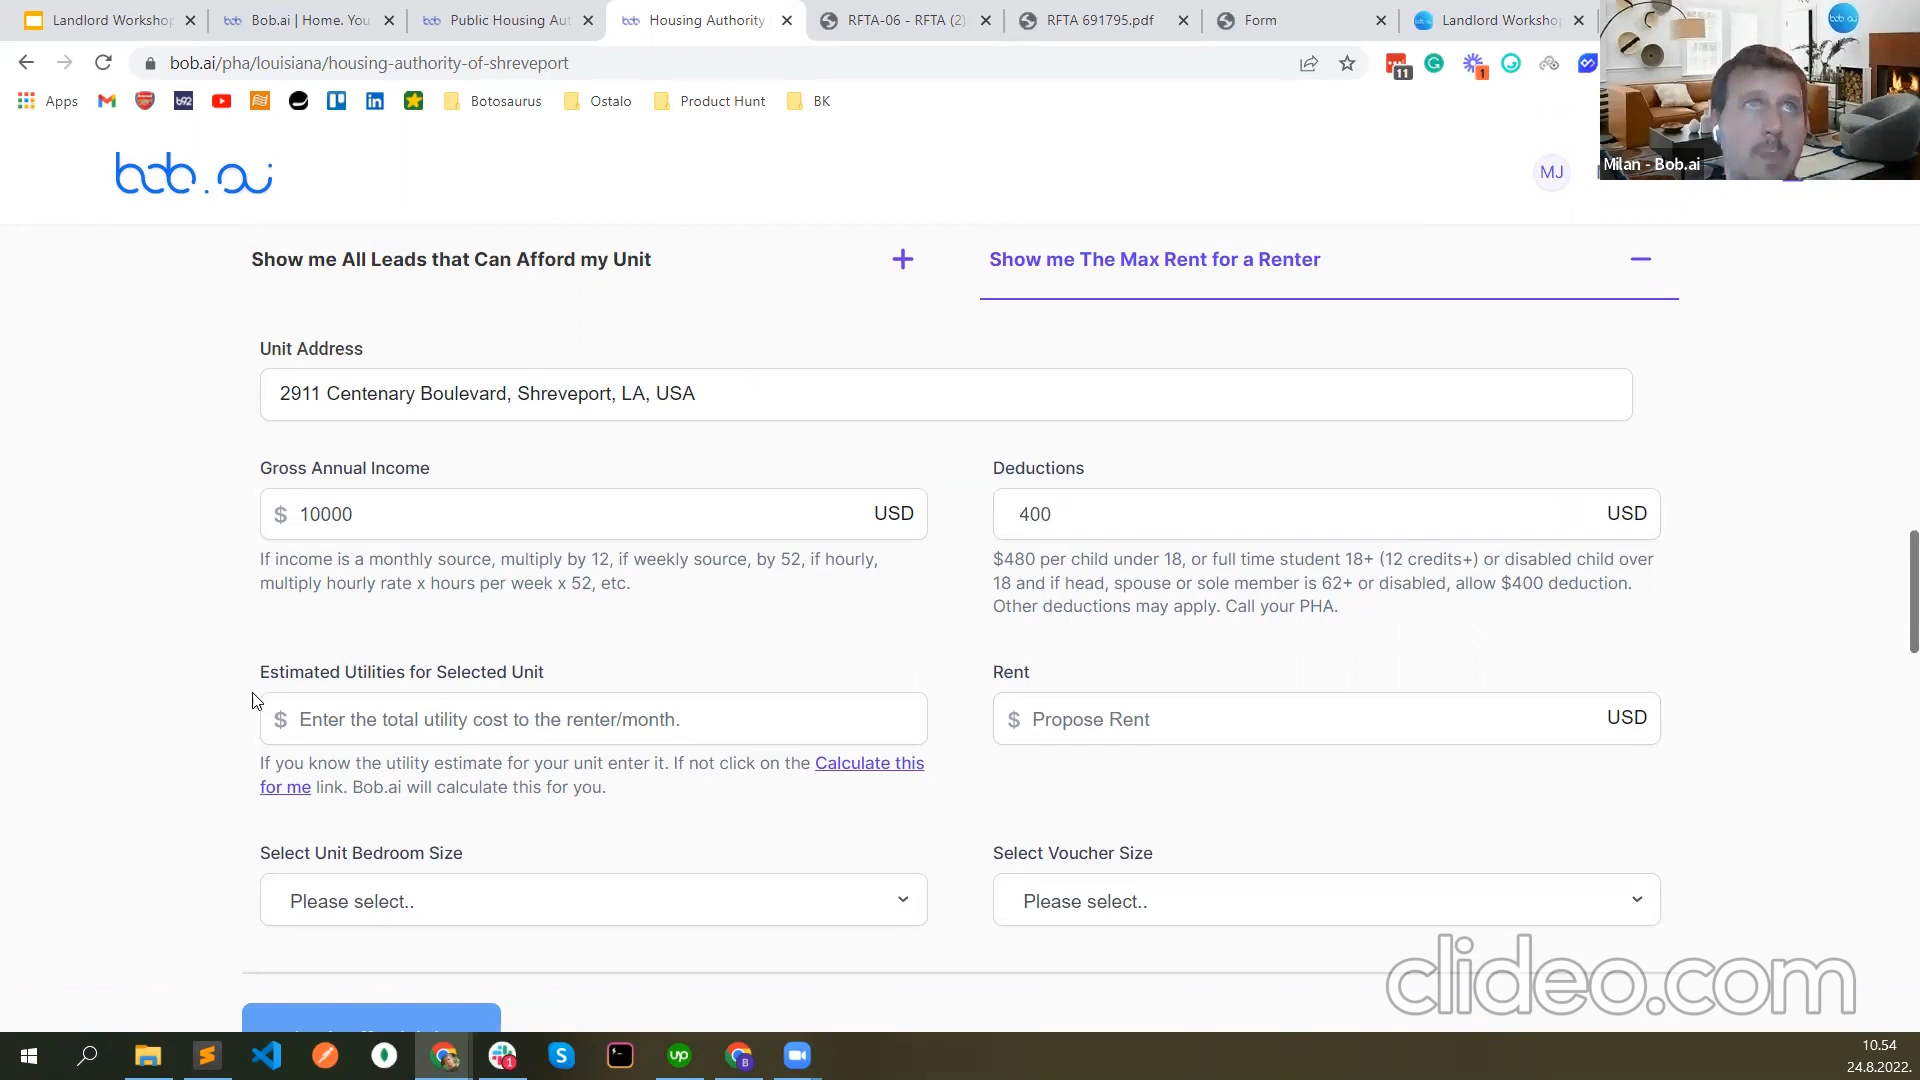 Landlord Workshop
Bob.ai | Home. You
Public Housing Aut
Housing Authority
RFTA-06 - RFTA (2)
RFTA 691795.pdf
Form
Landlord Workshop
bob.ai/pha/louisiana/housing-authority-of-shreveport
11
1
Apps
b92
Botosaurus
Ostalo
Product Hunt
BK
bob.ai
MJ
bob.ai
Milan - Bob.ai
Show me All Leads that Can Afford my Unit
Show me The Max Rent for a Renter
Unit Address
2911 Centenary Boulevard, Shreveport, LA, USA
Gross Annual Income
Deductions
$ 10000 USD
400 USD
If income is a monthly source, multiply by 12, if weekly source, by 52, if hourly,
multiply hourly rate x hours per week x 52, etc.
$480 per child under 18, or full time student 18+ (12 credits+) or disabled child over
18 and if head, spouse or sole member is 62+ or disabled, allow $400 deduction.
Other deductions may apply. Call your PHA.
Estimated Utilities for Selected Unit
Rent
$ Enter the total utility cost to the renter/month.
$ Propose Rent USD
If you know the utility estimate for your unit enter it. If not click on the Calculate this
for me link. Bob.ai will calculate this for you.
Select Unit Bedroom Size
Select Voucher Size
Please select..
Please select..
clideo.com
1
up
B
10.54
24.8.2022.